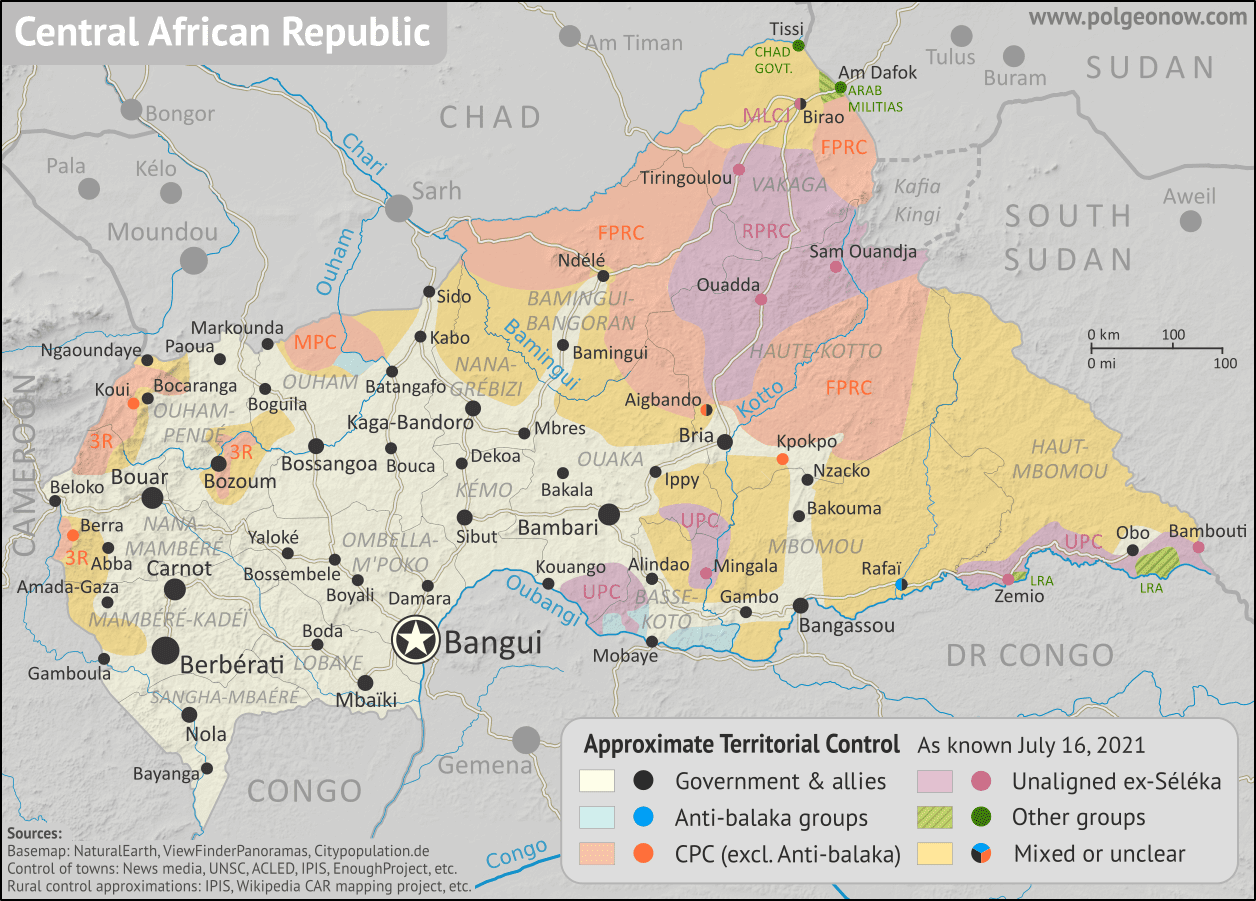 Central African Republic
www.polgeonow.com
Tissi
Am Timan
CHAD
GOVT.
Tulus
Buram
SUDAN
Am Dafok
ARAB
MILITIAS
Bongor
CHAD
MLCJ
Birao
Chari
FPRC
Pala
Kélo
Tiringoulou
VAKAGA
Kafia
Kingi
Sarh
Aweil
SOUTH
SUDAN
Moundou
FPRC
RPRC
Sam Ouandja
Ouham
Ndélé
Ouadda
Sido
BAMINGUI-
BANGORAN
Markounda
0 km
100
0 mi
100
Ngaoundaye
Paoua
MPC
Kabo
Bamingui
Bamingui
HAUTE-KOTTO
NANA-
GRÉBIZI
Koui
Bocaranga
OUHAM
Batangafo
FPRC
Boguila
OUHAM-
PENDÉ
Kaga-Bandoro
Aigbando
Kotto
CAMEROON
3R
3R
Mbres
Bria
Kpokpo
HAUT-
MBOMOU
Bossangoa
Bouca
Dekoa
OUAKA
Bouar
Bozoum
Ippy
Nzacko
Beloko
KÉMO
Bakala
Bakouma
Berra
NANA-
MAMBÉRÉ
Bambari
UPC
Sibut
Obo
Bambouti
Yaloké
OMBELLA-
M'POKO
MBOMOU
UPC
3R
Abba
Carnot
Bossembele
Kouango
Alindao
Mingala
Rafaï
Amada-Gaza
Boyali
Damara
Oubangi
UPC
BASSE-
KOTO
Gambo
Zemio
LRA
LRA
MAMBÉRÉ-KADÉÏ
Boda
Bangui
Bangassou
Berbérati
LOBAYE
Mobaye
DR CONGO
Gamboula
SANGHA-MBAÉRÉ
Mbaïki
Nola
Gemena
Bayanga
CONGO
Congo
Approximate Territorial Control As known July 16, 2021
Government & allies
Unaligned ex-Séléka
Anti-balaka groups
Other groups
CPC (excl. Anti-balaka)
Mixed or unclear
Sources:
Basemap: NaturalEarth, ViewFinderPanoramas, Citypopulation.de
Control of towns: News media, UNSC, ACLED, IPIS, EnoughProject, etc.
Rural control approximations: IPIS, Wikipedia CAR mapping project, etc.